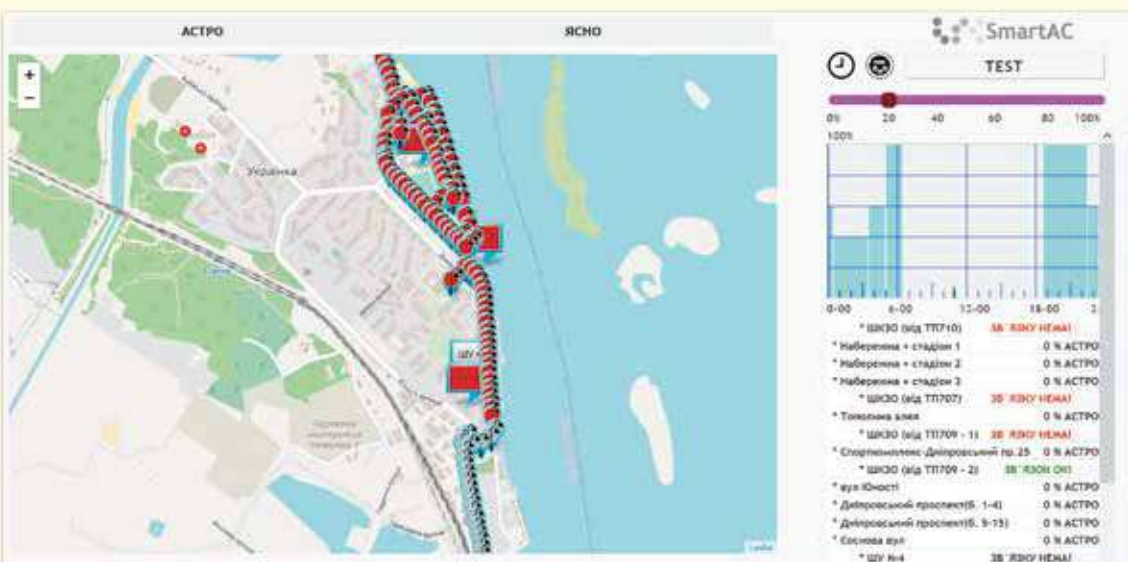 АСТРО ЯСНО
SmartAC
TEST
+
−
Українка
ШУ
Leaflet
0% 20 40 60 80 100%
100%
0-00 6-00 12-00 18-00
* ШКЗО (від ТП710) ЗВ`ЯЗКУ НЕМА!
* Набережна + стадіон 1 0 % АСТРО
* Набережна + стадіон 2 0 % АСТРО
* Набережна + стадіон 3 0 % АСТРО
* ШКЗО (від ТП707) ЗВ`ЯЗКУ НЕМА!
* Тополина алея 0 % АСТРО
* ШКЗО (від ТП709 - 1) ЗВ`ЯЗКУ НЕМА!
* Спорткомплекс-Дніпровський пр.25 0 % АСТРО
* ШКЗО (від ТП709 - 2) ЗВ`ЯЗОК ОК!
* вул Юності 0 % АСТРО
* Дніпровський проспект(б. 1-4) 0 % АСТРО
* Дніпровський проспект(б. 5-15) 0 % АСТРО
* Соснова вул 0 % АСТРО
* ШУ №4 ЗВ`ЯЗКУ НЕМА!